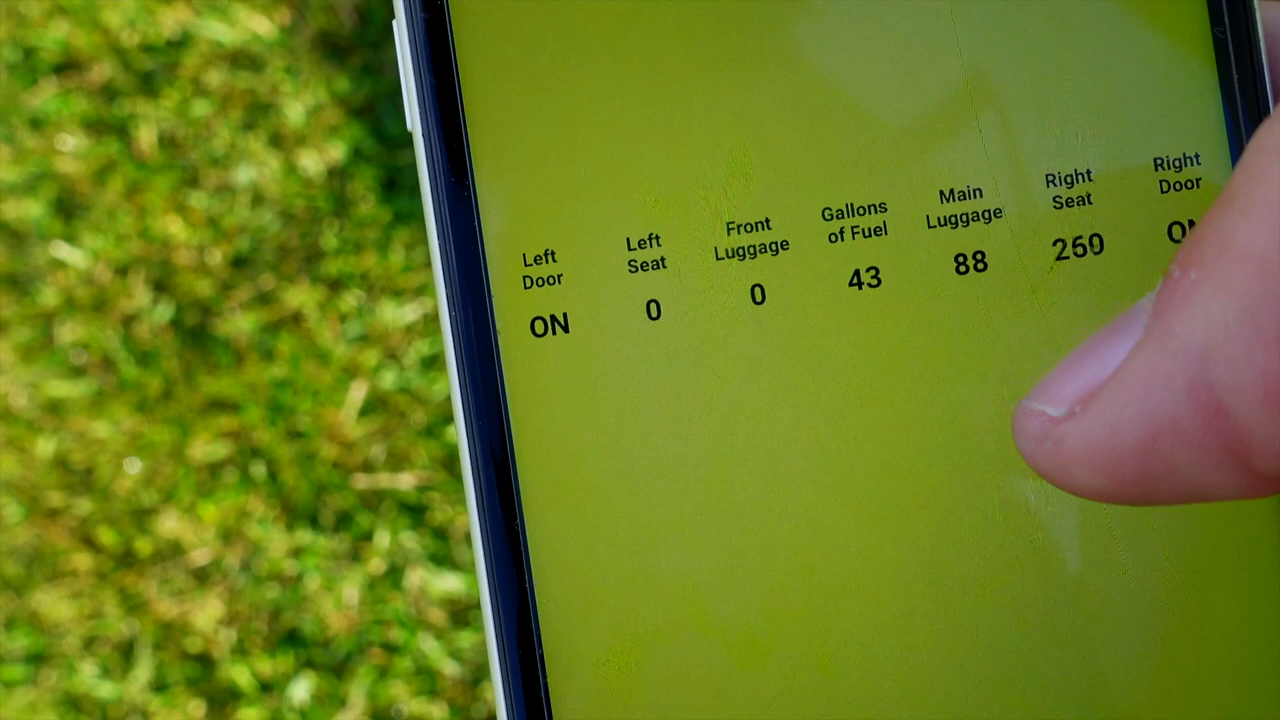 Left
Door
ON
Left
Seat
0
Front
Luggage
0
Gallons
of Fuel
43
Main
Luggage
88
Right
Seat
260
Right
Door